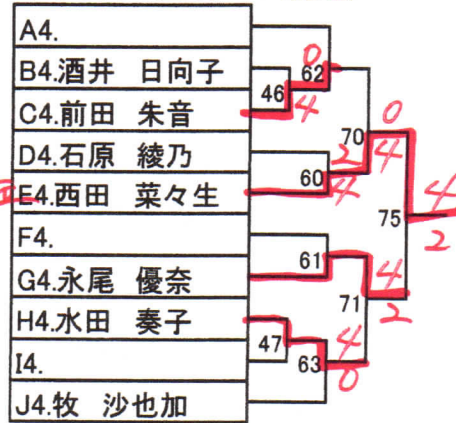 A4.
B4.酒井 日向子
C4.前田 朱音
D4.石原 綾乃
E4.西田 菜々生
F4.
G4.永尾 優奈
H4.水田 奏子
I4.
J4.牧 沙也加
46
4
0
62
60
2
4
70
0
4
75
4
2
61
71
4
2
47
63
4
0